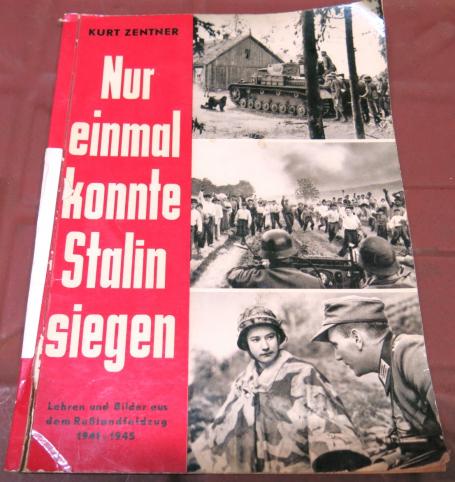 KURT ZENTNER
Nur
einmal
konnte
Stalin
siegen
Lehren und Bilder aus
dem Rußlandfeldzug
1941-1945